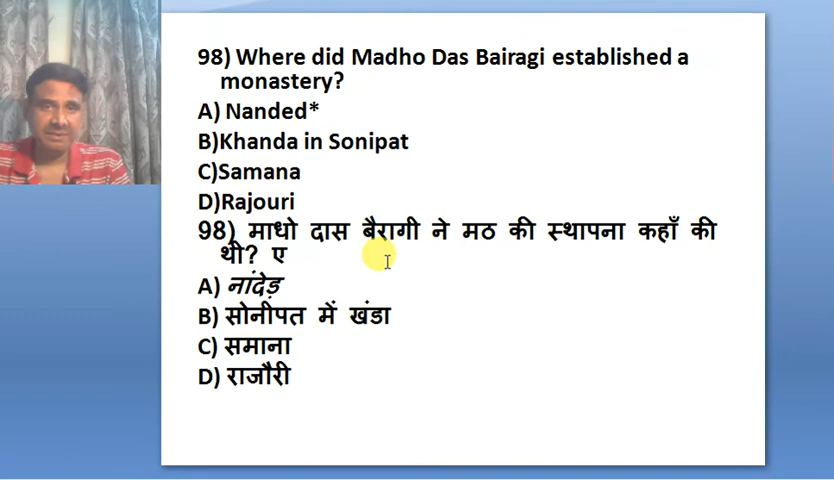 98) Where did Madho Das Bairagi established a
monastery?
A) Nanded*
B)Khanda in Sonipat
C)Samana
D)Rajouri
98) माधो दास बैरागी ने मठ की स्थापना कहाँ की
थी? ए
A) नांदेड़
B) सोनीपत में खंडा
C) समाना
D) राजौरी